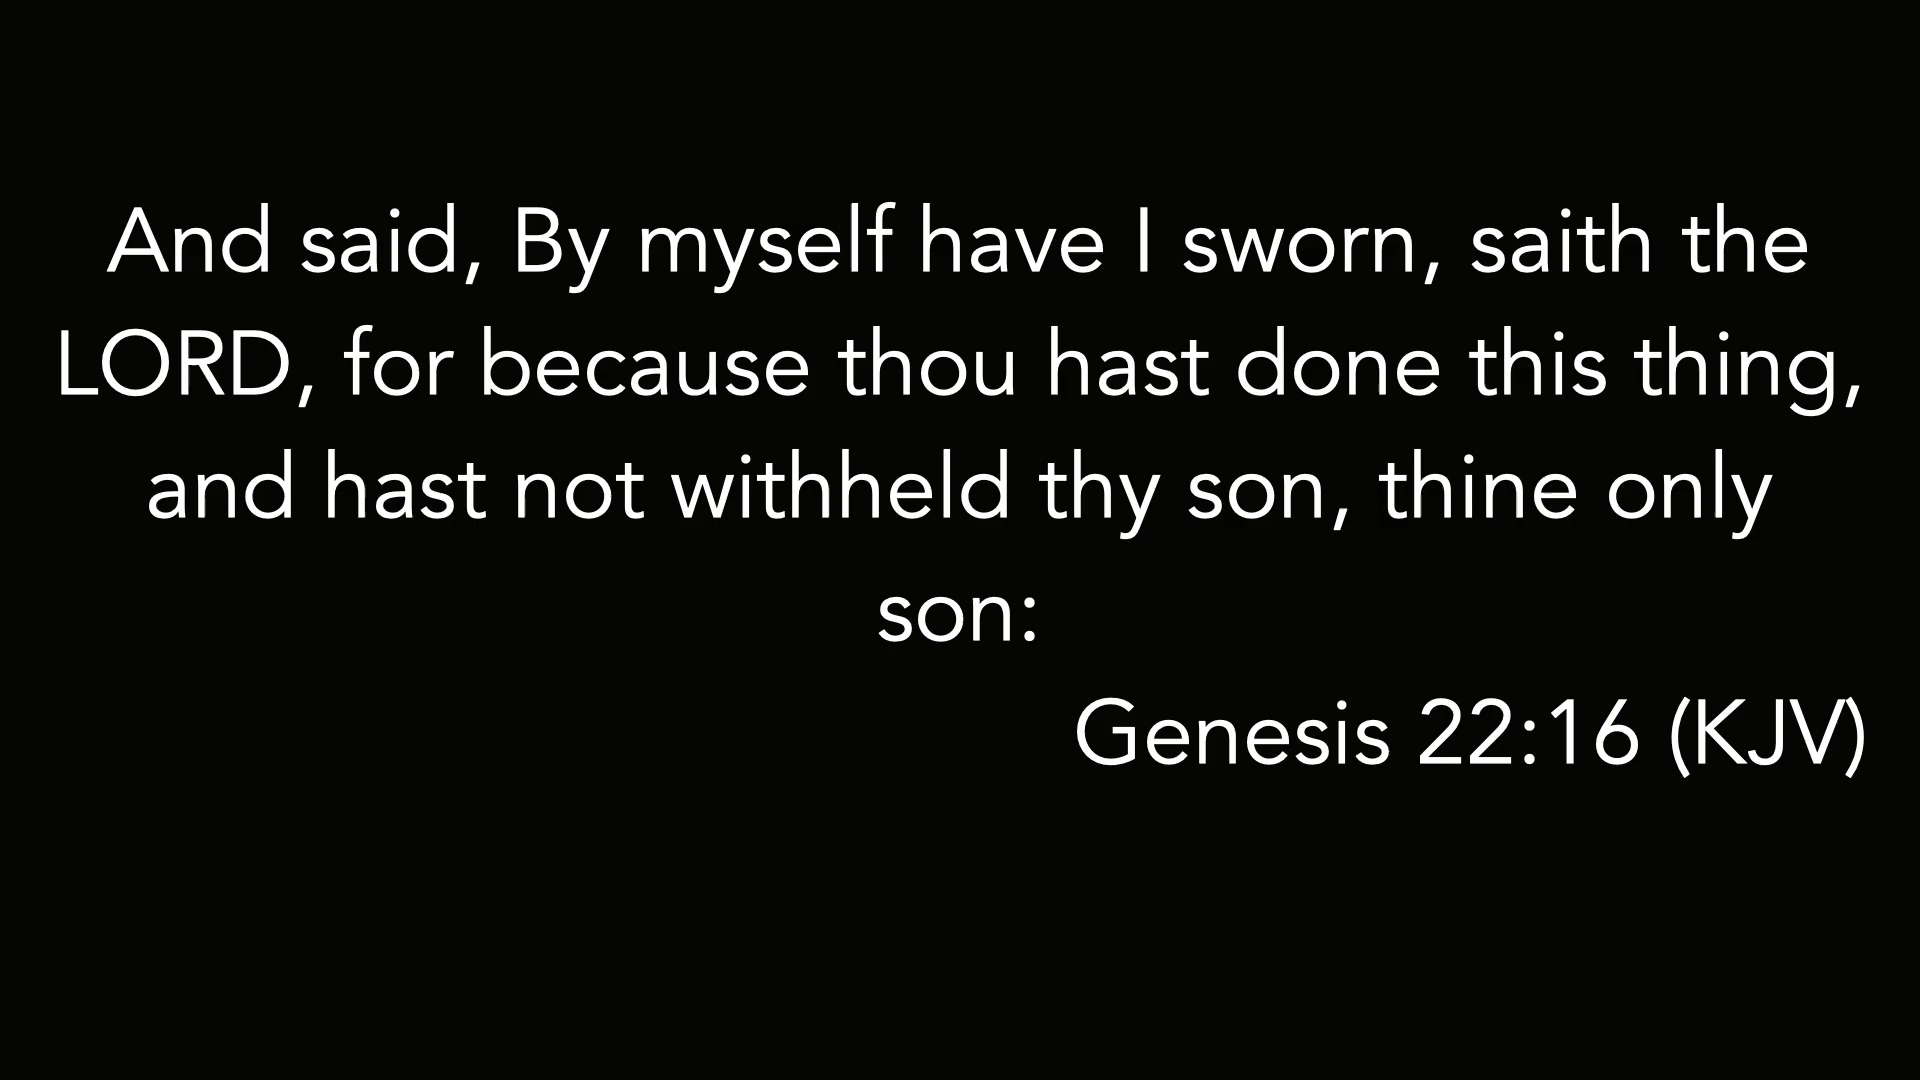 And said, By myself have I sworn, saith the
LORD, for because thou hast done this thing,
and hast not withheld thy son, thine only
son:
Genesis 22:16 (KJV)